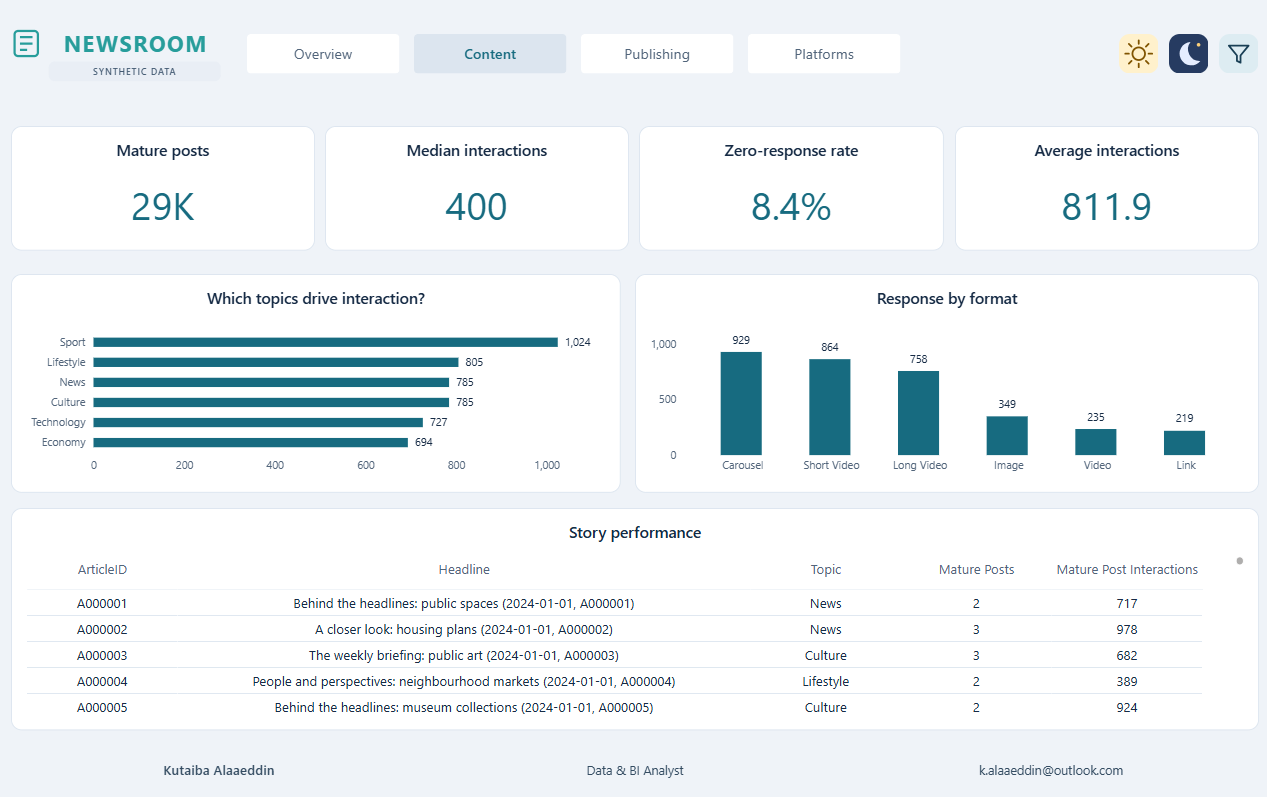 NEWSROOM
SYNTHETIC DATA
Overview
Content
Publishing
Platforms
Mature posts
29K
Median interactions
400
Zero-response rate
8.4%
Average interactions
811.9
Which topics drive interaction?
Sport 1,024
Lifestyle 805
News 785
Culture 785
Technology 727
Economy 694
0 200 400 600 800 1,000
Response by format
1,000
500
0
929 864 758 349 235 219
Carousel Short Video Long Video Image Video Link
Story performance
ArticleID Headline Topic Mature Posts Mature Post Interactions
A000001 Behind the headlines: public spaces (2024-01-01, A000001) News 2 717
A000002 A closer look: housing plans (2024-01-01, A000002) News 3 978
A000003 The weekly briefing: public art (2024-01-01, A000003) Culture 3 682
A000004 People and perspectives: neighbourhood markets (2024-01-01, A000004) Lifestyle 2 389
A000005 Behind the headlines: museum collections (2024-01-01, A000005) Culture 2 924
Kutaiba Alaaeddin
Data & BI Analyst
k.alaaeddin@outlook.com